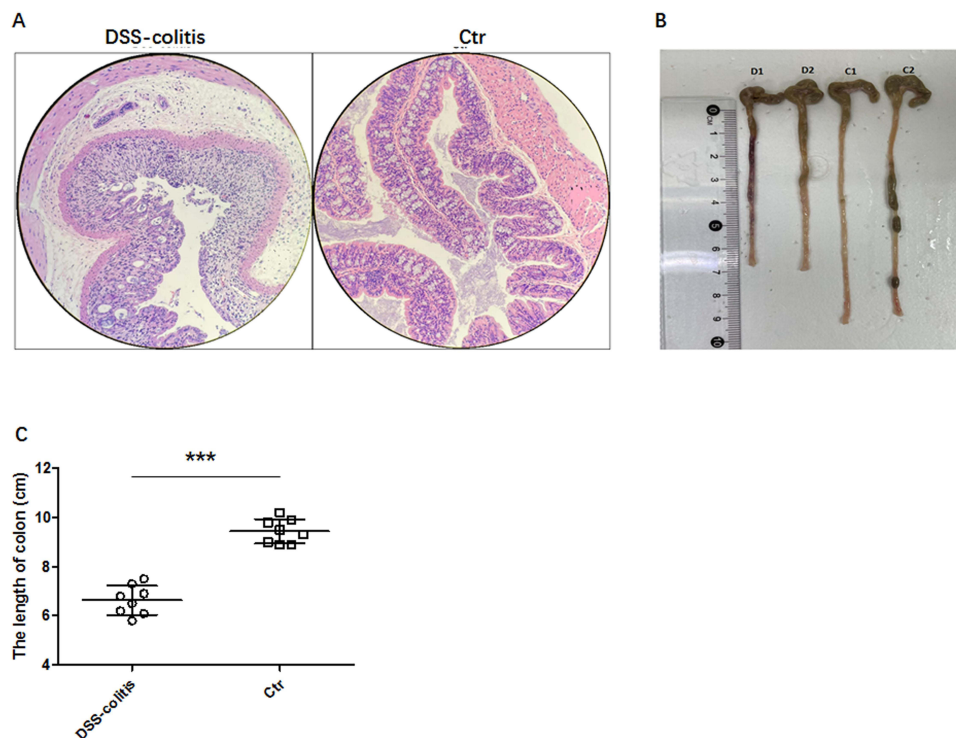 A
B
DSS-colitis
Ctr
D1 D2 C1 C2
0
CM
1
2
3
4
5
6
7
8
9
10
C
***
The length of colon (cm)
12
10
8
6
4
DSS-colitis
Ctr